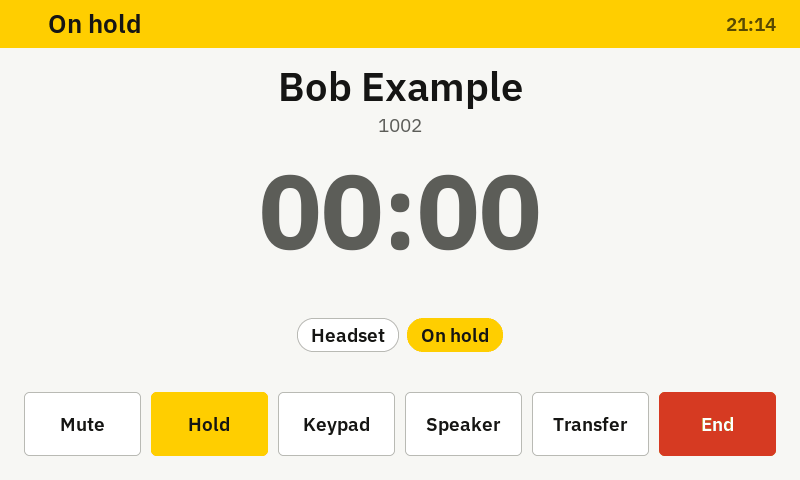 On hold 21:14
Bob Example
1002
00:00
Headset On hold
Mute Hold Keypad Speaker Transfer End